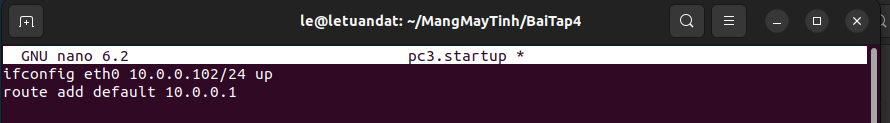 le@letuandat: ~/MangMayTinh/BaiTap4
GNU nano 6.2 pc3.startup *
ifconfig eth0 10.0.0.102/24 up
route add default 10.0.0.1